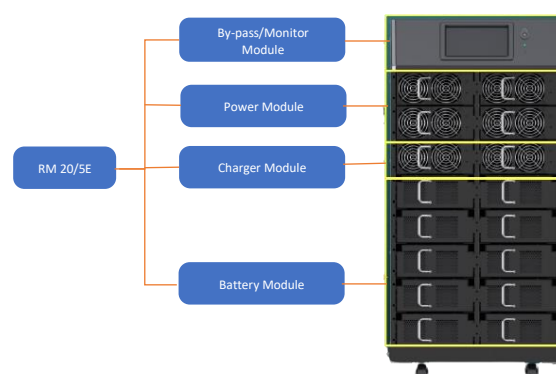 By-pass/Monitor
Module
Power Module
RM 20/5E
Charger Module
Battery Module